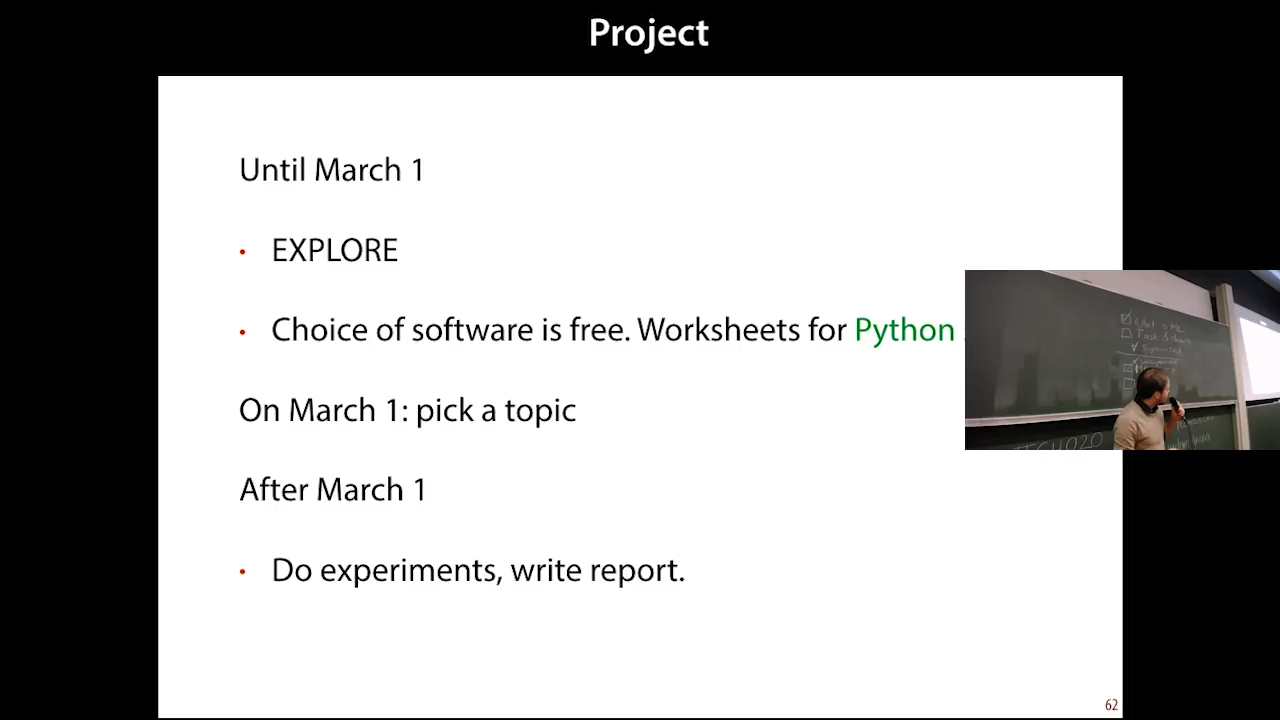 Project
Until March 1
• EXPLORE
• Choice of software is free. Worksheets for Python
On March 1: pick a topic
After March 1
• Do experiments, write report.
62